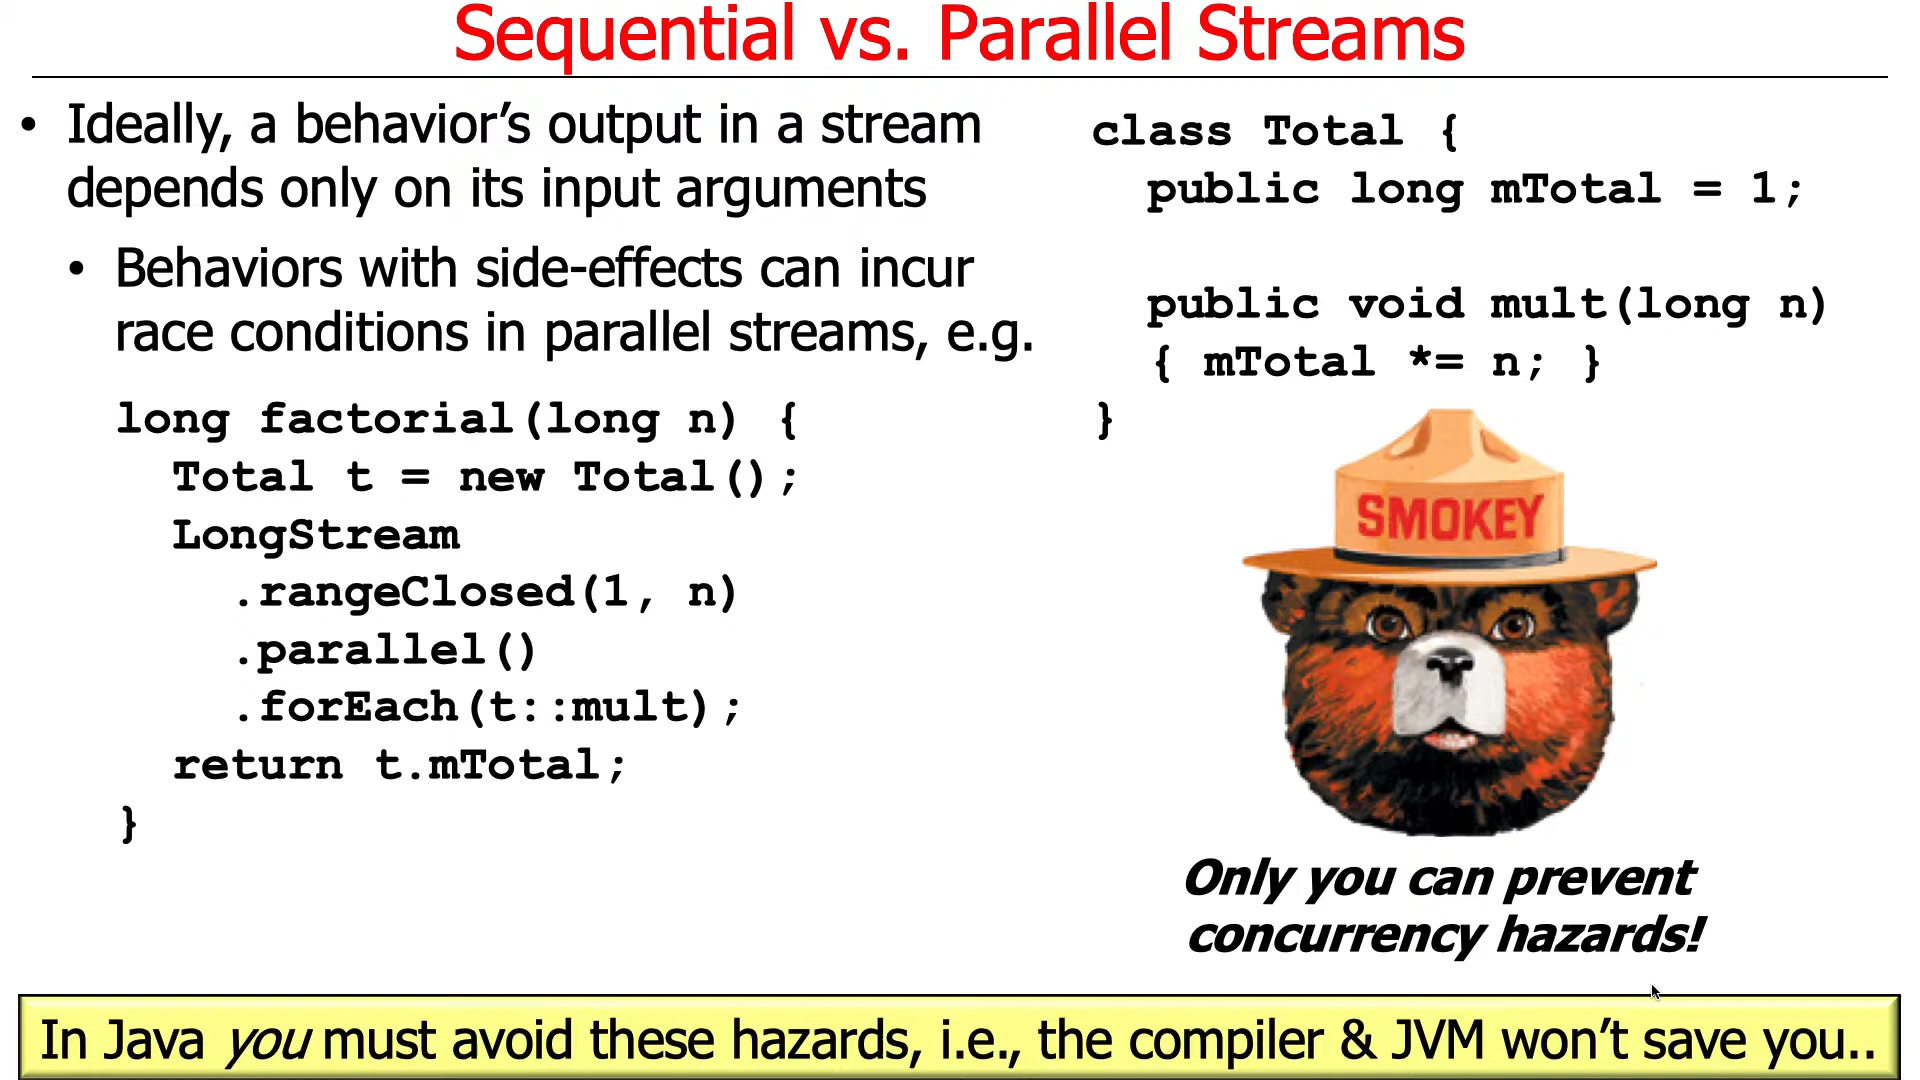 Sequential vs. Parallel Streams
• Ideally, a behavior’s output in a stream
depends only on its input arguments
• Behaviors with side-effects can incur
race conditions in parallel streams, e.g.
long factorial(long n) {
Total t = new Total();
LongStream
.rangeClosed(1, n)
.parallel()
.forEach(t::mult);
return t.mTotal;
}
class Total {
public long mTotal = 1;
public void mult(long n)
{ mTotal *= n; }
}
SMOKEY
Only you can prevent
concurrency hazards!
In Java you must avoid these hazards, i.e., the compiler & JVM won’t save you..